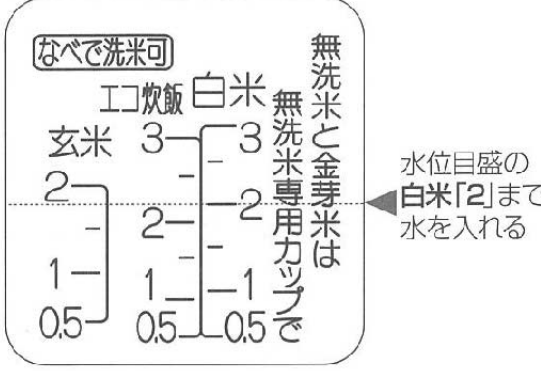 なべで洗米可
無洗米と金芽米は
無洗米専用カップで
エコ炊飯
白米
玄米
3
3
2
2
2
1
1
1
0.5
0.5
0.5
水位目盛の
白米「2」まで
水を入れる